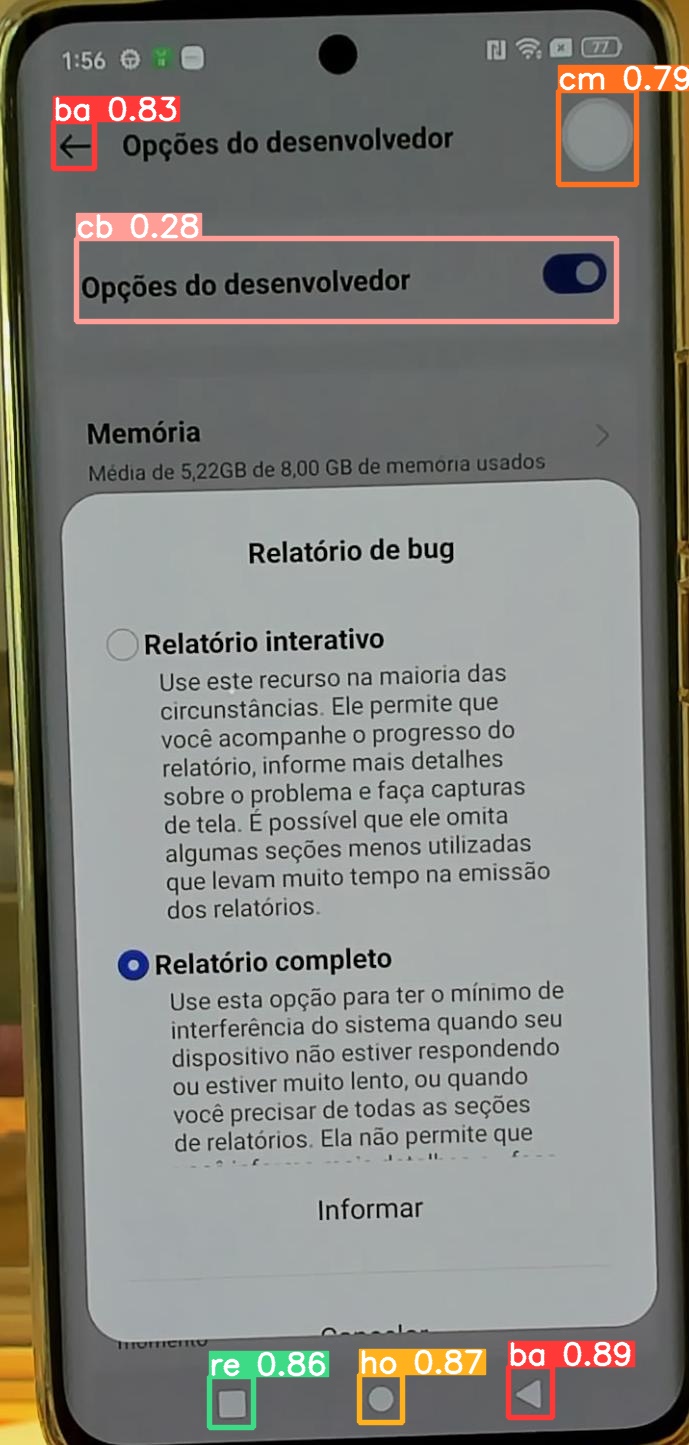 1:56
77
cm 0.79
ba 0.83
Opções do desenvolvedor
cb 0.28
Opções do desenvolvedor
Memória
Média de 5,22GB de 8,00 GB de memória usados
Relatório de bug
Relatório interativo
Use este recurso na maioria das
circunstâncias. Ele permite que
você acompanhe o progresso do
relatório, informe mais detalhes
sobre o problema e faça capturas
de tela. É possível que ele omita
algumas seções menos utilizadas
que levam muito tempo na emissão
dos relatórios.
Relatório completo
Use esta opção para ter o mínimo de
interferência do sistema quando seu
dispositivo não estiver respondendo
ou estiver muito lento, ou quando
você precisar de todas as seções
de relatórios. Ela não permite que
Informar
Cancelar
momento
re 0.86
ho 0.87
ba 0.89